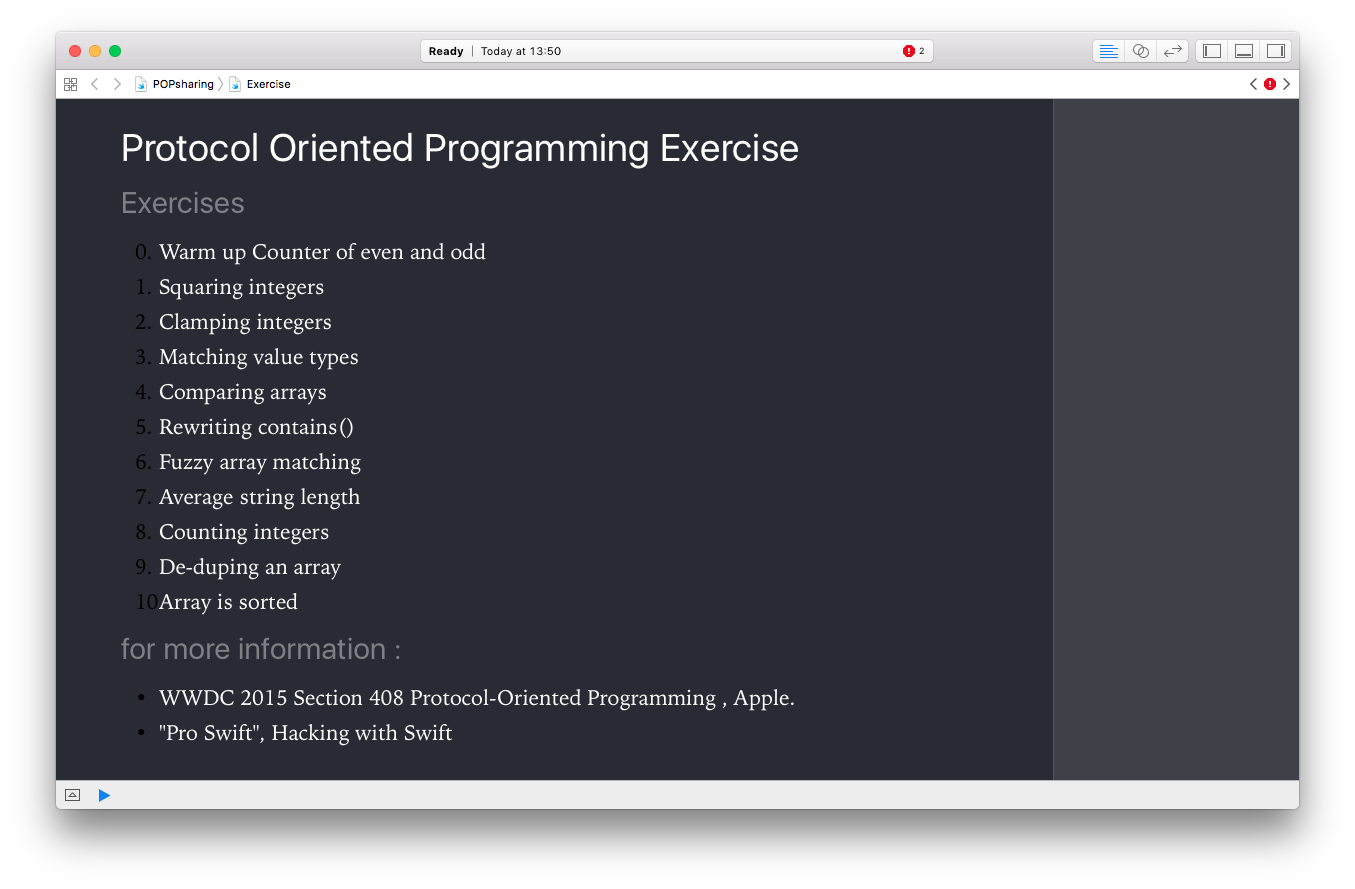 Ready | Today at 13:50 2
POPsharing Exercise
Protocol Oriented Programming Exercise
Exercises
0. Warm up Counter of even and odd
1. Squaring integers
2. Clamping integers
3. Matching value types
4. Comparing arrays
5. Rewriting contains()
6. Fuzzy array matching
7. Average string length
8. Counting integers
9. De-duping an array
10Array is sorted
for more information :
• WWDC 2015 Section 408 Protocol-Oriented Programming , Apple.
• "Pro Swift", Hacking with Swift